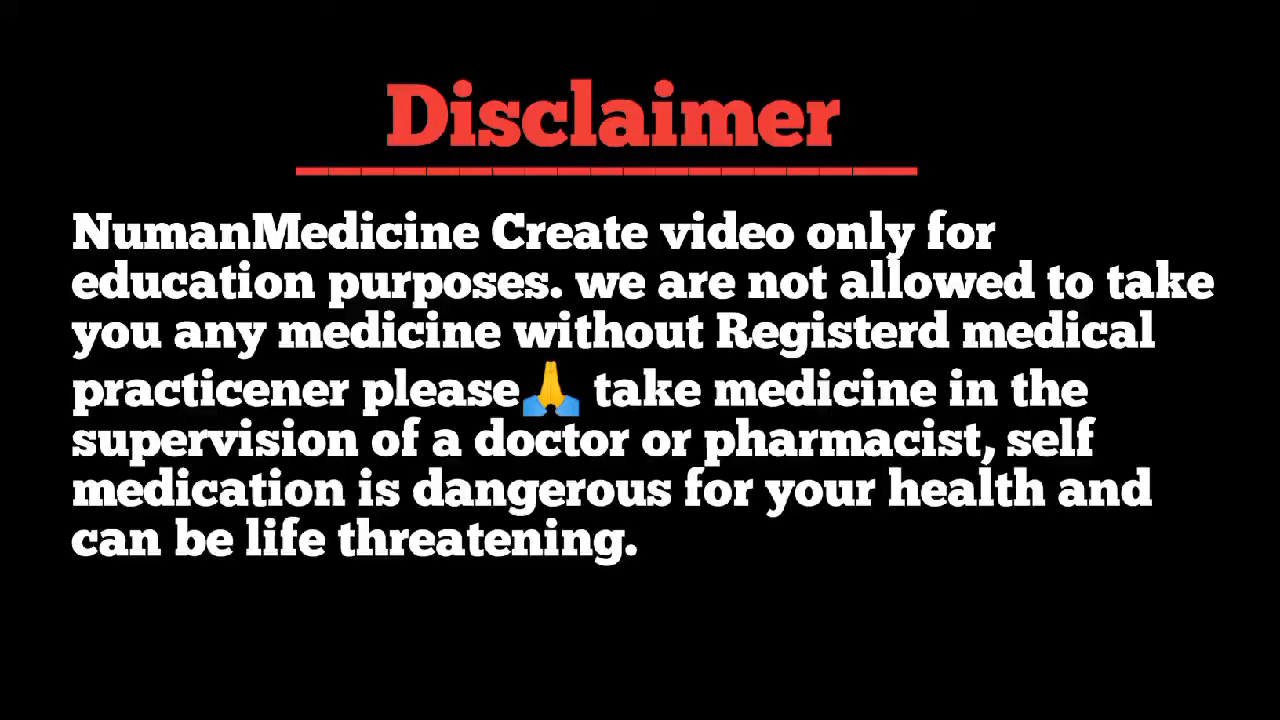 Disclaimer
NumanMedicine Create video only for
education purposes. we are not allowed to take
you any medicine without Registerd medical
practicener please🙏 take medicine in the
supervision of a doctor or pharmacist, self
medication is dangerous for your health and
can be life threatening.